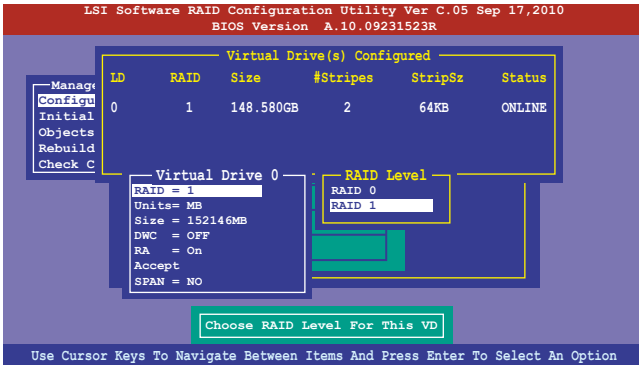 LSI Software RAID Configuration Utility Ver C.05 Sep 17,2010
BIOS Version A.10.09231523R
Virtual Drive(s) Configured
LD RAID Size #Stripes StripSz Status
0 1 148.580GB 2 64KB ONLINE
Manage
Configu
Initial
Objects
Rebuild
Check C
Virtual Drive 0
RAID = 1
Units= MB
Size = 152146MB
DWC = OFF
RA = On
Accept
SPAN = NO
RAID Level
RAID 0
RAID 1
Choose RAID Level For This VD
Use Cursor Keys To Navigate Between Items And Press Enter To Select An Option